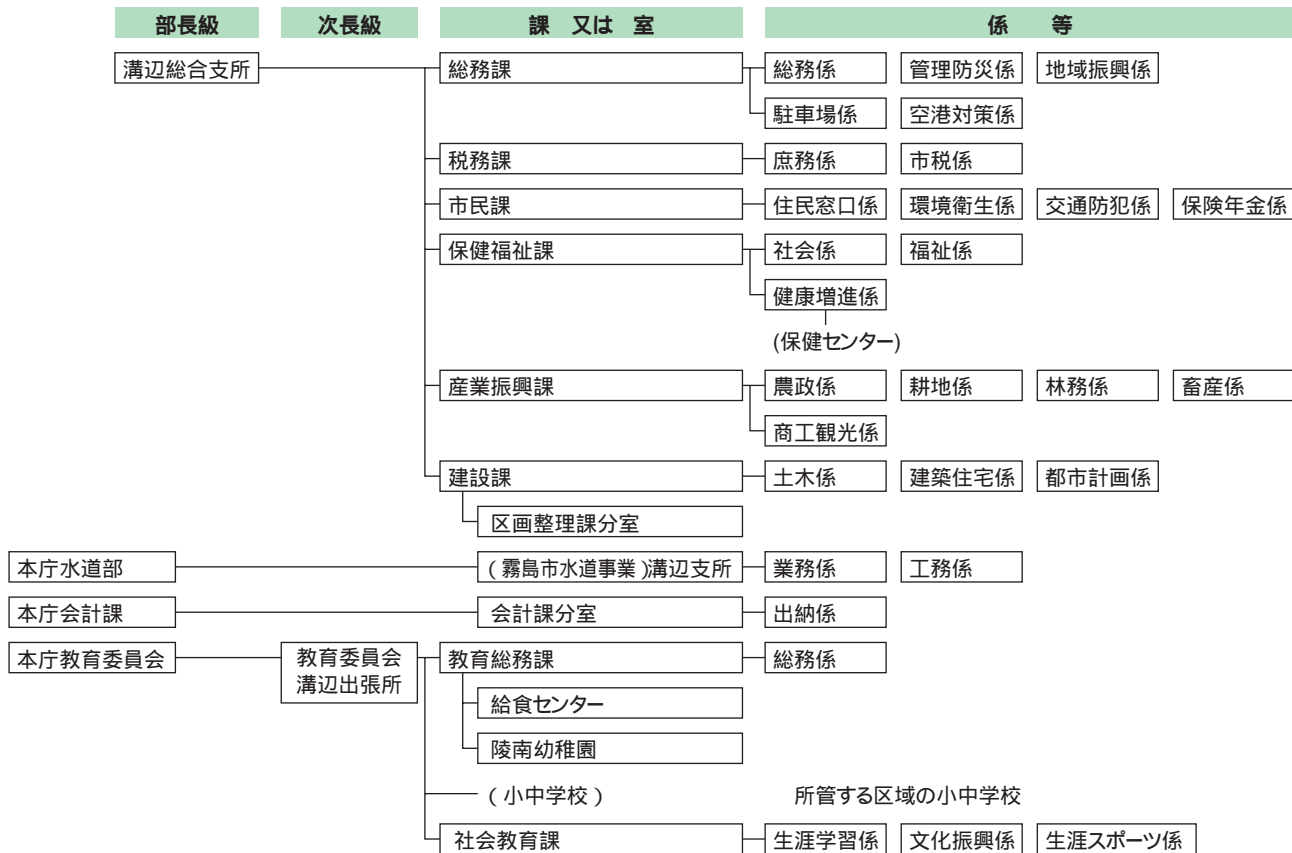 部長級 次長級 課 又は 室 係 等
溝辺総合支所 総務課 総務係 管理防災係 地域振興係
駐車場係 空港対策係
税務課 庶務係 市税係
市民課 住民窓口係 環境衛生係 交通防犯係 保険年金係
保健福祉課 社会係 福祉係
健康増進係
(保健センター)
産業振興課 農政係 耕地係 林務係 畜産係
商工観光係
建設課 土木係 建築住宅係 都市計画係
区画整理課分室
本庁水道部 (霧島市水道事業)溝辺支所 業務係 工務係
本庁会計課 会計課分室 出納係
本庁教育委員会 教育委員会 教育総務課 総務係
溝辺出張所
給食センター
陵南幼稚園
(小中学校) 所管する区域の小中学校
社会教育課 生涯学習係 文化振興係 生涯スポーツ係